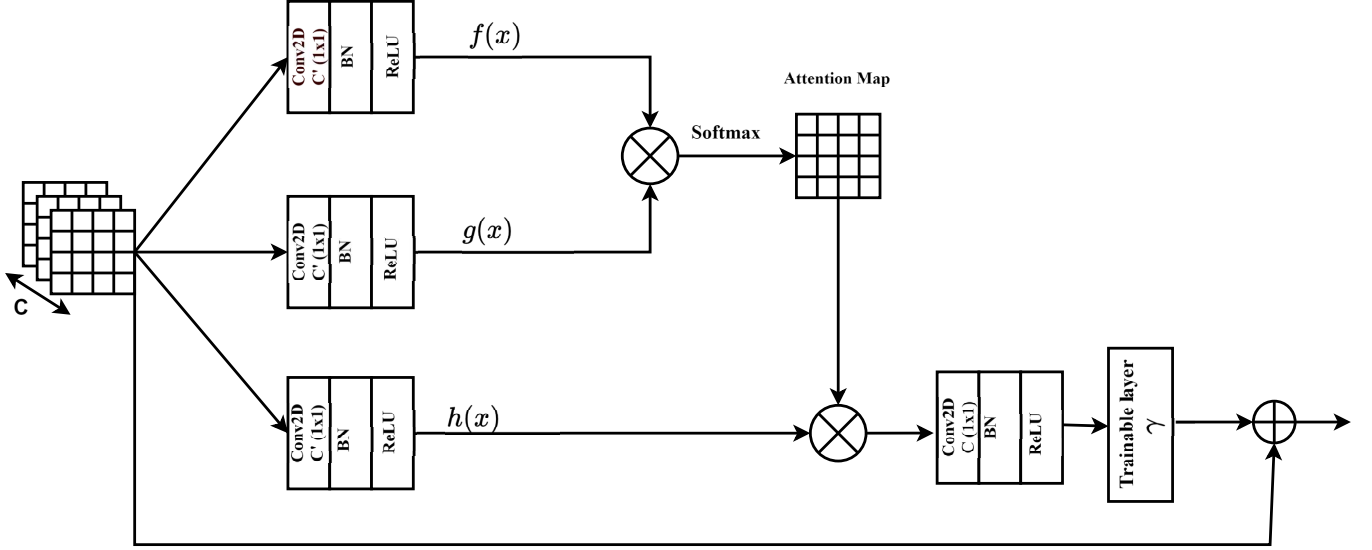 Conv2D
C' (1x1)
BN
ReLU
f(x)
Attention Map
Softmax
C
Conv2D
C' (1x1)
BN
ReLU
g(x)
Conv2D
C' (1x1)
BN
ReLU
h(x)
Conv2D
C (1x1)
BN
ReLU
Trainable layer
γ